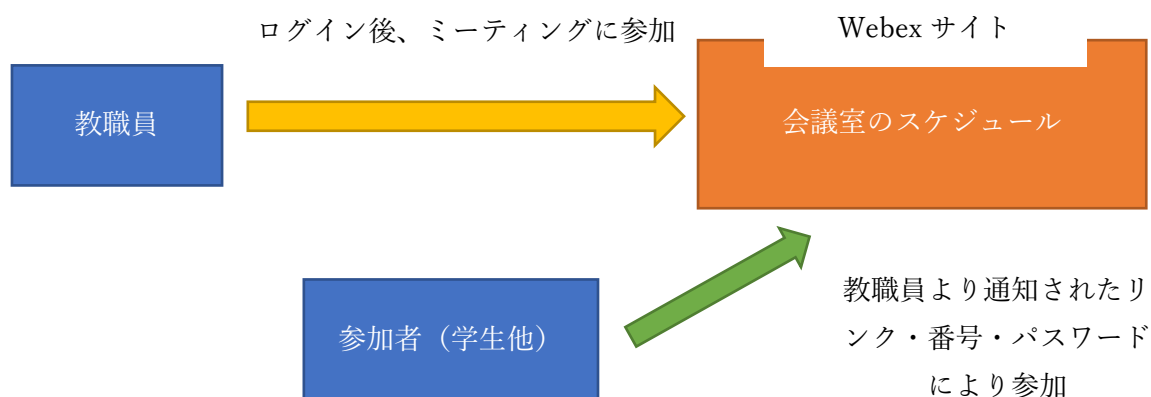 ログイン後、ミーティングに参加
Webex サイト
教職員
会議室のスケジュール
参加者（学生他）
教職員より通知されたリ
ンク・番号・パスワード
により参加